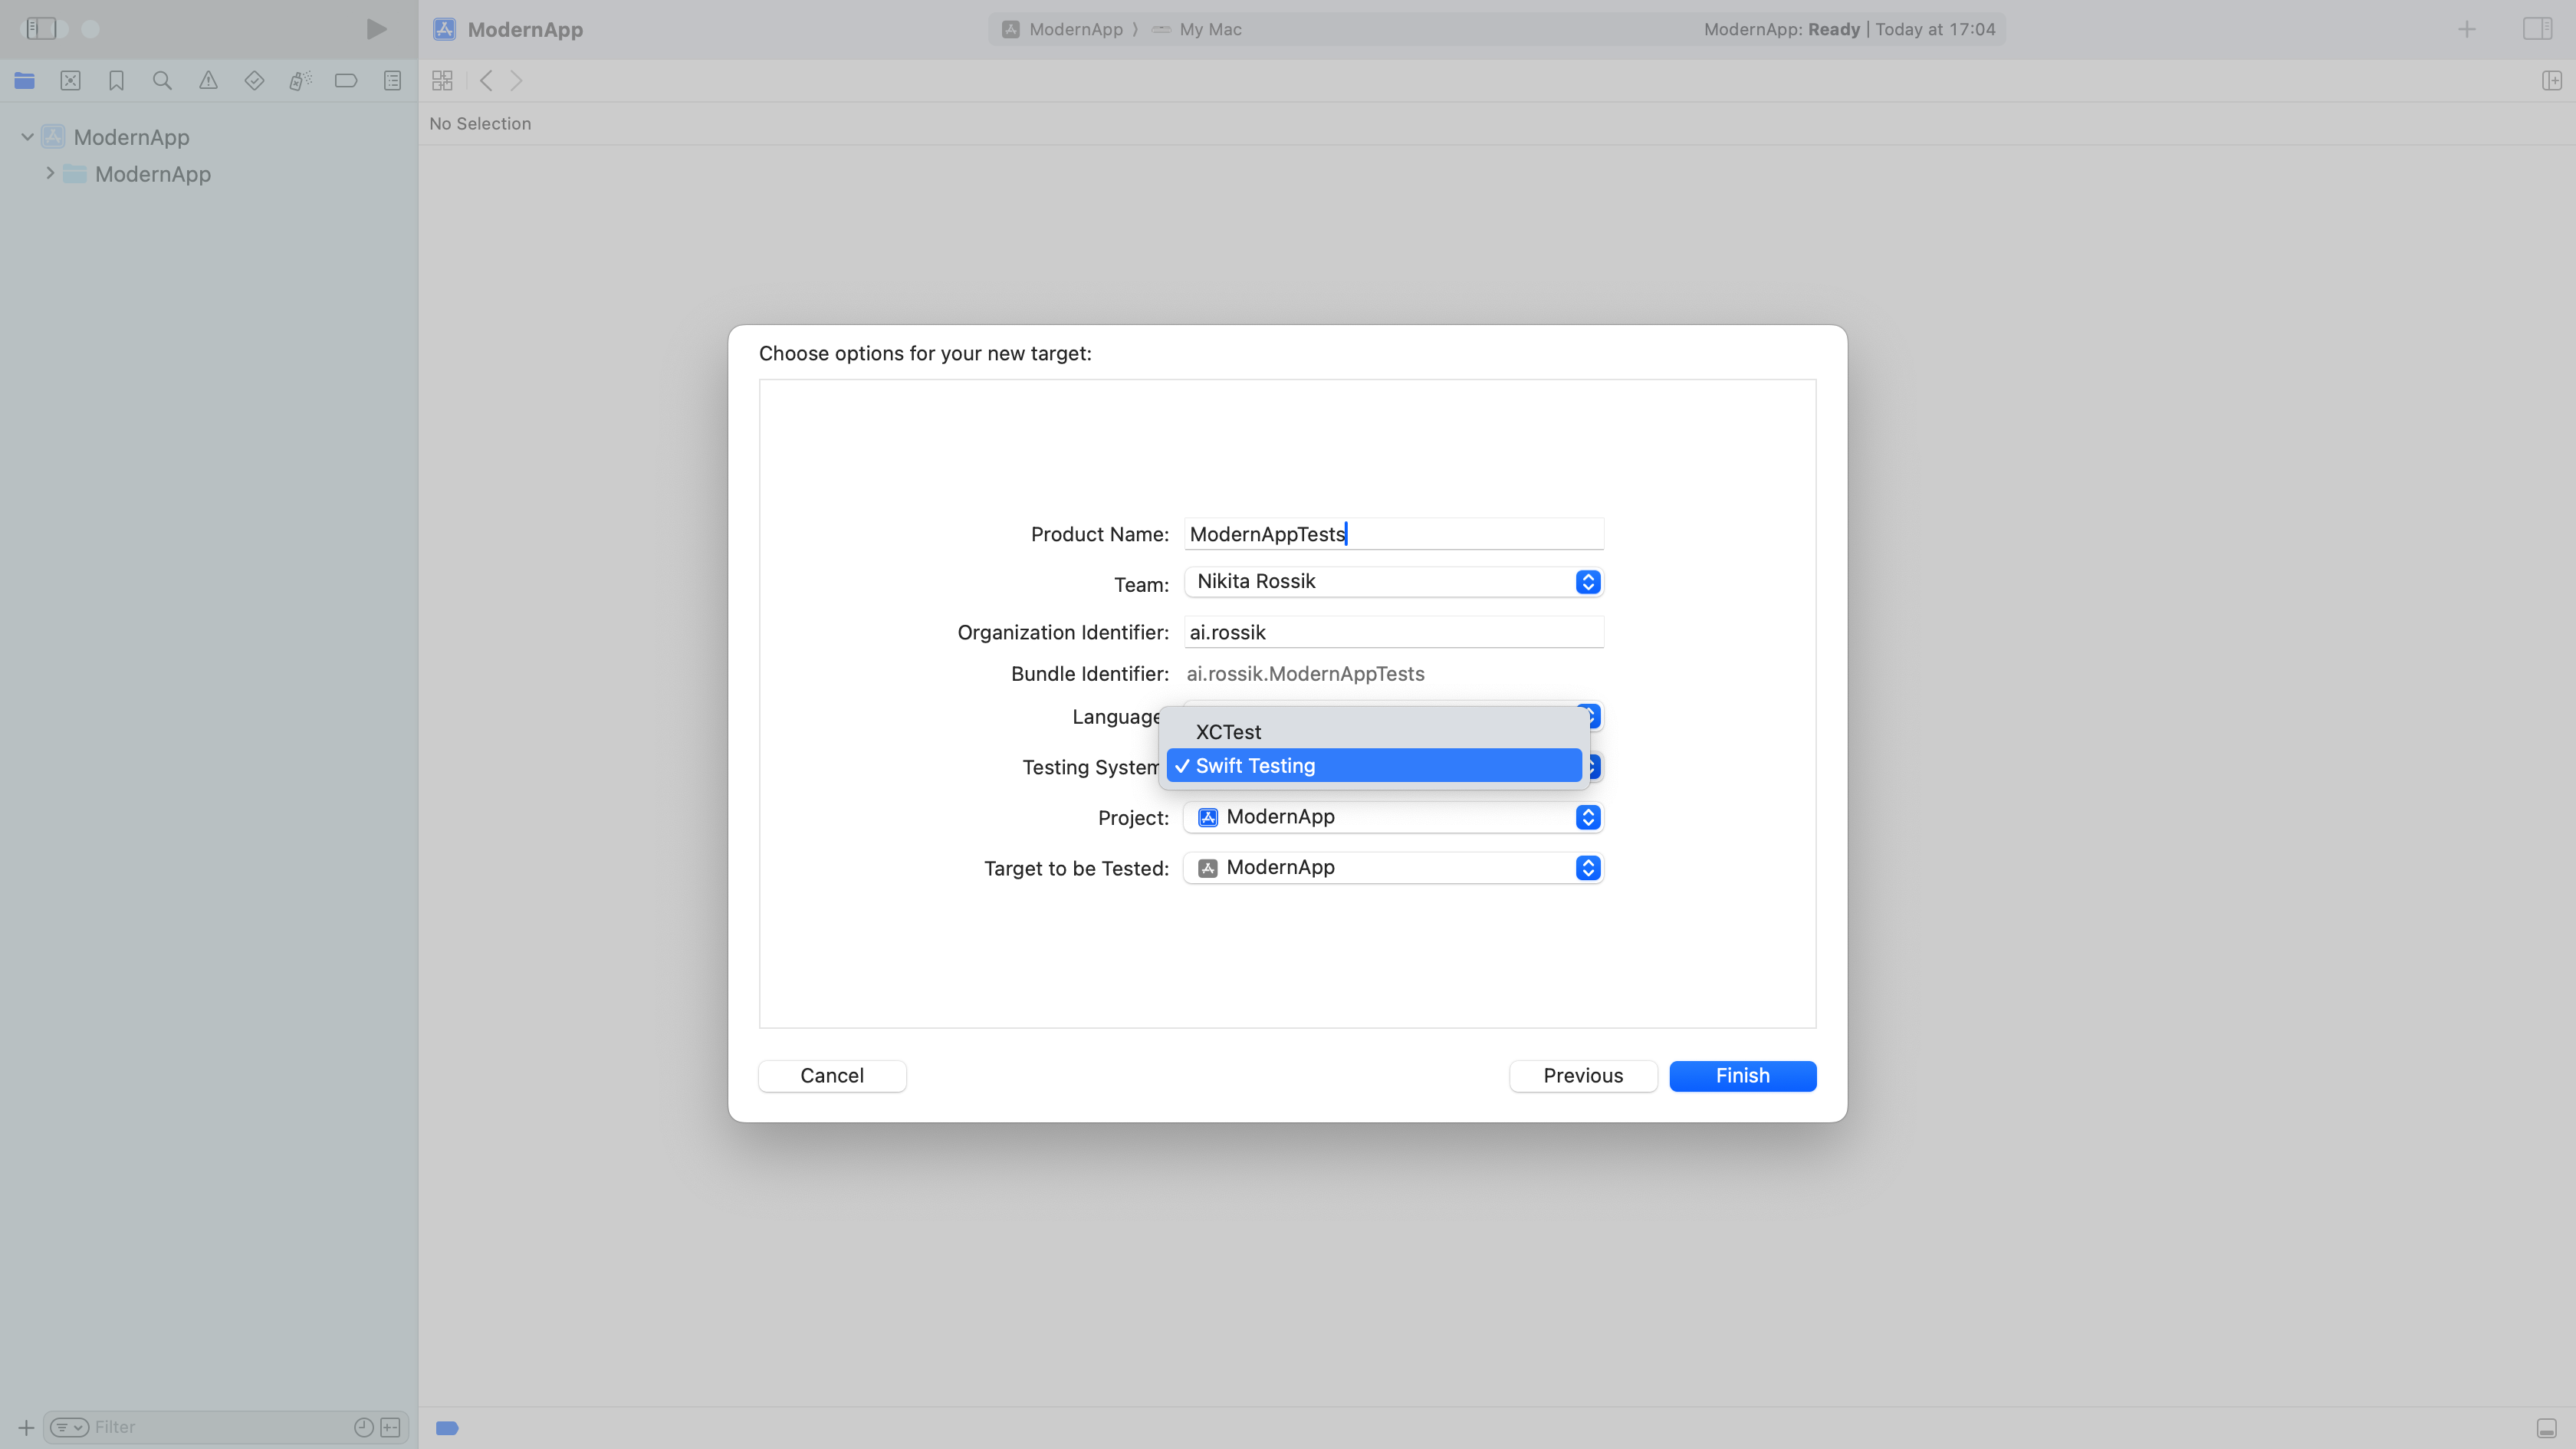 ModernApp
ModernApp 〉 My Mac
ModernApp: Ready | Today at 17:04
No Selection
ModernApp
ModernApp
Choose options for your new target:
Product Name: ModernAppTests
Team: Nikita Rossik
Organization Identifier: ai.rossik
Bundle Identifier: ai.rossik.ModernAppTests
Language
XCTest
Testing System
✓ Swift Testing
Project: ModernApp
Target to be Tested: ModernApp
Cancel
Previous
Finish
Filter